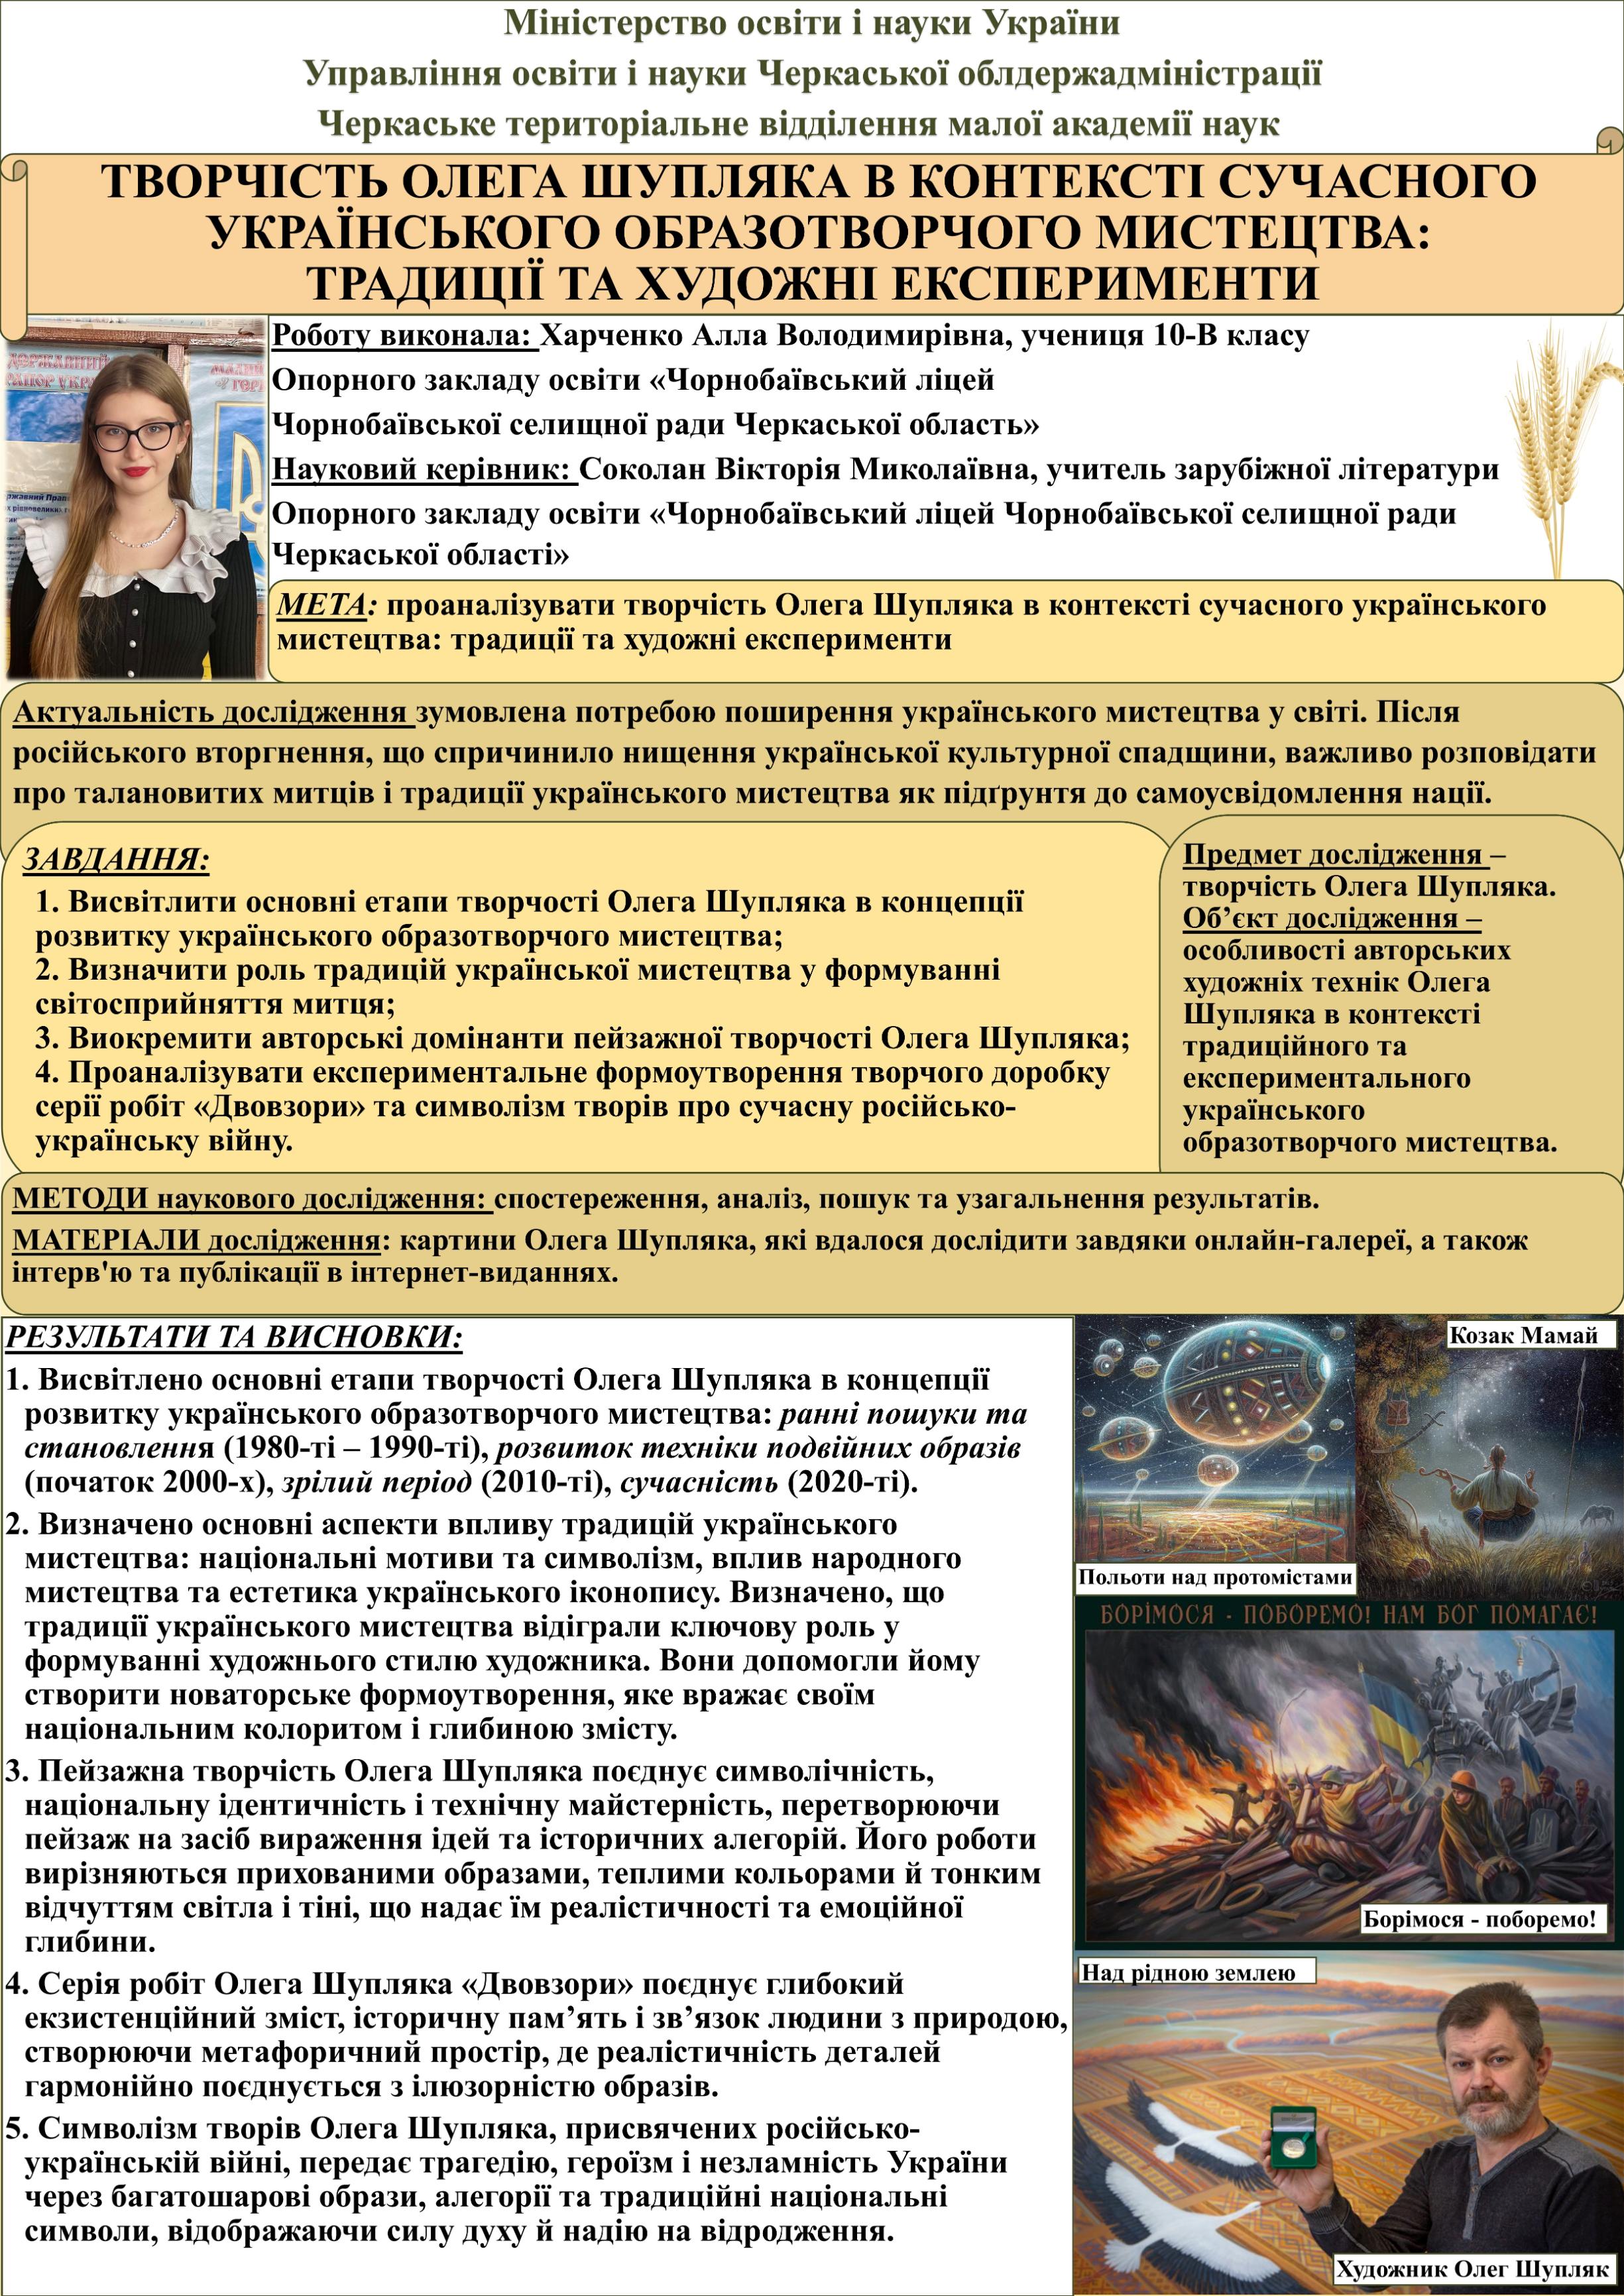 Міністерство освіти і науки України
Управління освіти і науки Черкаської облдержадміністрації
Черкаське територіальне відділення малої академії наук
ТВОРЧІСТЬ ОЛЕГА ШУПЛЯКА В КОНТЕКСТІ СУЧАСНОГО
УКРАЇНСЬКОГО ОБРАЗОТВОРЧОГО МИСТЕЦТВА:
ТРАДИЦІЇ ТА ХУДОЖНІ ЕКСПЕРИМЕНТИ
Роботу виконала: Харченко Алла Володимирівна, учениця 10-В класу
Опорного закладу освіти «Чорнобаївський ліцей
Чорнобаївської селищної ради Черкаської область»
Науковий керівник: Соколан Вікторія Миколаївна, учитель зарубіжної літератури
Опорного закладу освіти «Чорнобаївський ліцей Чорнобаївської селищної ради
Черкаської області»
МЕТА: проаналізувати творчість Олега Шупляка в контексті сучасного українського
мистецтва: традиції та художні експерименти
Актуальність дослідження зумовлена потребою поширення українського мистецтва у світі. Після
російського вторгнення, що спричинило нищення української культурної спадщини, важливо розповідати
про талановитих митців і традиції українського мистецтва як підґрунтя до самоусвідомлення нації.
ЗАВДАННЯ:
1. Висвітлити основні етапи творчості Олега Шупляка в концепції
розвитку українського образотворчого мистецтва;
2. Визначити роль традицій української мистецтва у формуванні
світосприйняття митця;
3. Виокремити авторські домінанти пейзажної творчості Олега Шупляка;
4. Проаналізувати експериментальне формоутворення творчого доробку
серії робіт «Двовзори» та символізм творів про сучасну російсько-
українську війну.
Предмет дослідження –
творчість Олега Шупляка.
Об’єкт дослідження –
особливості авторських
художніх технік Олега
Шупляка в контексті
традиційного та
експериментального
українського
образотворчого мистецтва.
МЕТОДИ наукового дослідження: спостереження, аналіз, пошук та узагальнення результатів.
МАТЕРІАЛИ дослідження: картини Олега Шупляка, які вдалося дослідити завдяки онлайн-галереї, а також
інтерв'ю та публікації в інтернет-виданнях.
РЕЗУЛЬТАТИ ТА ВИСНОВКИ:
1. Висвітлено основні етапи творчості Олега Шупляка в концепції
розвитку українського образотворчого мистецтва: ранні пошуки та
становлення (1980-ті – 1990-ті), розвиток техніки подвійних образів
(початок 2000-х), зрілий період (2010-ті), сучасність (2020-ті).
2. Визначено основні аспекти впливу традицій українського
мистецтва: національні мотиви та символізм, вплив народного
мистецтва та естетика українського іконопису. Визначено, що
традиції українського мистецтва відіграли ключову роль у
формуванні художнього стилю художника. Вони допомогли йому
створити новаторське формоутворення, яке вражає своїм
національним колоритом і глибиною змісту.
3. Пейзажна творчість Олега Шупляка поєднує символічність,
національну ідентичність і технічну майстерність, перетворюючи
пейзаж на засіб вираження ідей та історичних алегорій. Його роботи
вирізняються прихованими образами, теплими кольорами й тонким
відчуттям світла і тіні, що надає їм реалістичності та емоційної
глибини.
4. Серія робіт Олега Шупляка «Двовзори» поєднує глибокий
екзистенційний зміст, історичну пам’ять і зв’язок людини з природою,
створюючи метафоричний простір, де реалістичність деталей
гармонійно поєднується з ілюзорністю образів.
5. Символізм творів Олега Шупляка, присвячених російсько-
українській війні, передає трагедію, героїзм і незламність України
через багатошарові образи, алегорії та традиційні національні
символи, відображаючи силу духу й надію на відродження.
Козак Мамай
Польоти над протомістами
БОРІМОСЯ - ПОБОРЕМО! НАМ БОГ ПОМАГАЄ!
Борімося - поборемо!
Над рідною землею
Художник Олег Шупляк